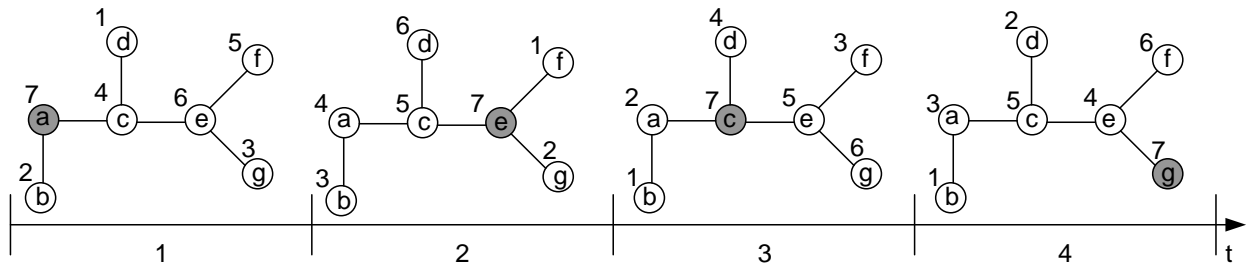 1 d 5 f 7 a 4 c 6 e 3 g 2 b
6 d 1 f 4 a 5 c 7 e 2 g 3 b
4 d 3 f 2 a 7 c 5 e 6 g 1 b
2 d 6 f 3 a 5 c 4 e 7 g 1 b
1 2 3 4 t